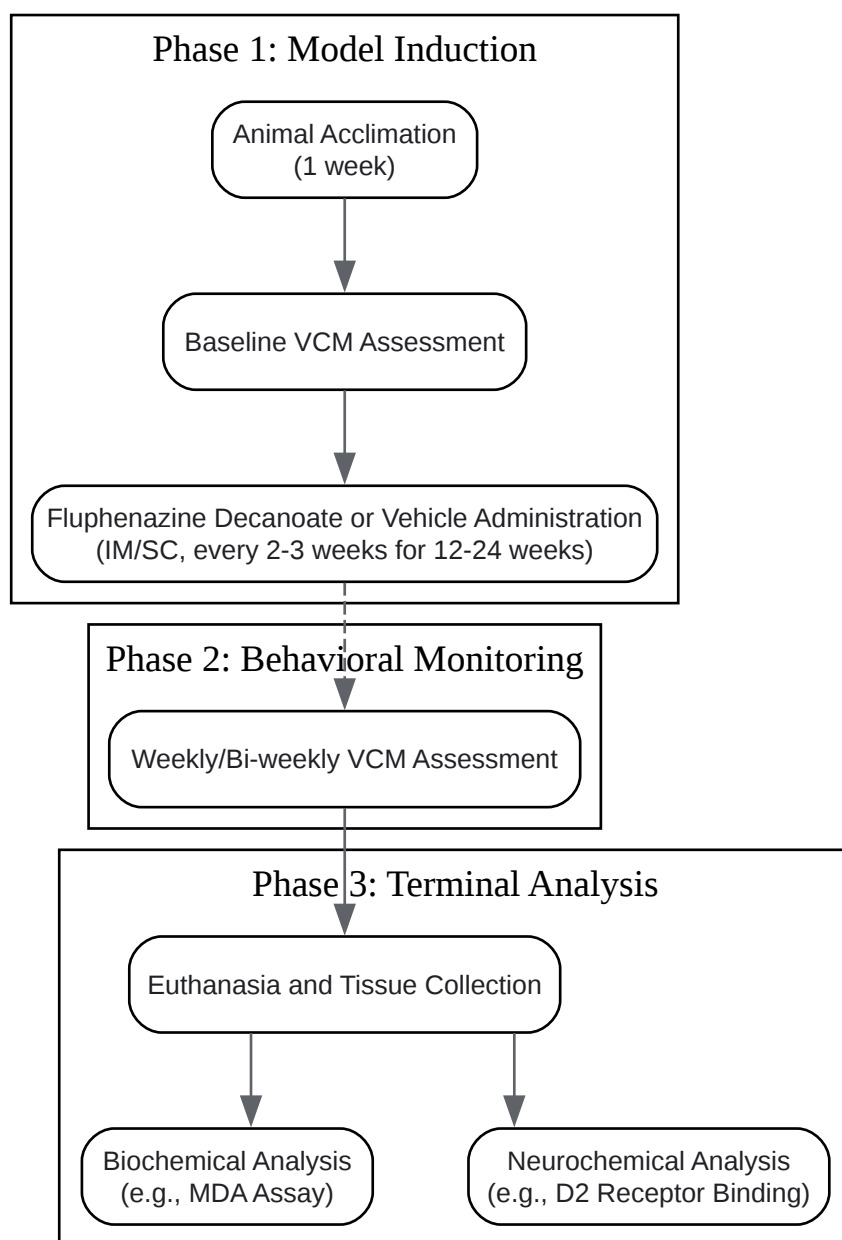 Phase 1: Model Induction
Animal Acclimation
(1 week)
Baseline VCM Assessment
Fluphenazine Decanoate or Vehicle Administration
(IM/SC, every 2-3 weeks for 12-24 weeks)
Phase 2: Behavioral Monitoring
Weekly/Bi-weekly VCM Assessment
Phase 3: Terminal Analysis
Euthanasia and Tissue Collection
Biochemical Analysis
(e.g., MDA Assay)
Neurochemical Analysis
(e.g., D2 Receptor Binding)